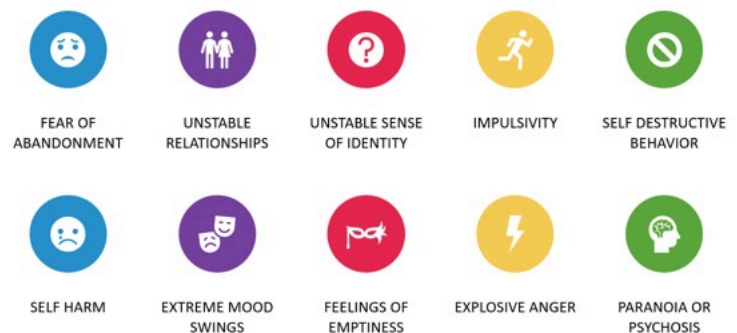 FEAR OF
ABANDONMENT
UNSTABLE
RELATIONSHIPS
UNSTABLE SENSE
OF IDENTITY
IMPULSIVITY
SELF DESTRUCTIVE
BEHAVIOR
SELF HARM
EXTREME MOOD
SWINGS
FEELINGS OF
EMPTINESS
EXPLOSIVE ANGER
PARANOIA OR
PSYCHOSIS